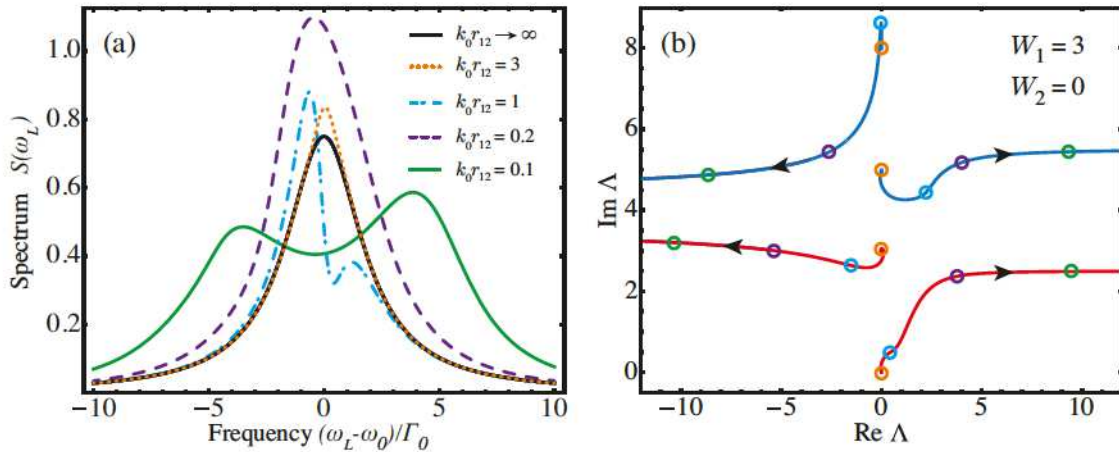 (a)
k₀r₁₂ → ∞
k₀r₁₂ = 3
k₀r₁₂ = 1
k₀r₁₂ = 0.2
k₀r₁₂ = 0.1
Spectrum S(ω_L)
1.0
0.8
0.6
0.4
0.2
−10 −5 0 5 10
Frequency (ω_L-ω₀)/Γ₀
(b)
W₁ = 3
W₂ = 0
Im Λ
8
6
4
2
0
−10 −5 0 5 10
Re Λ